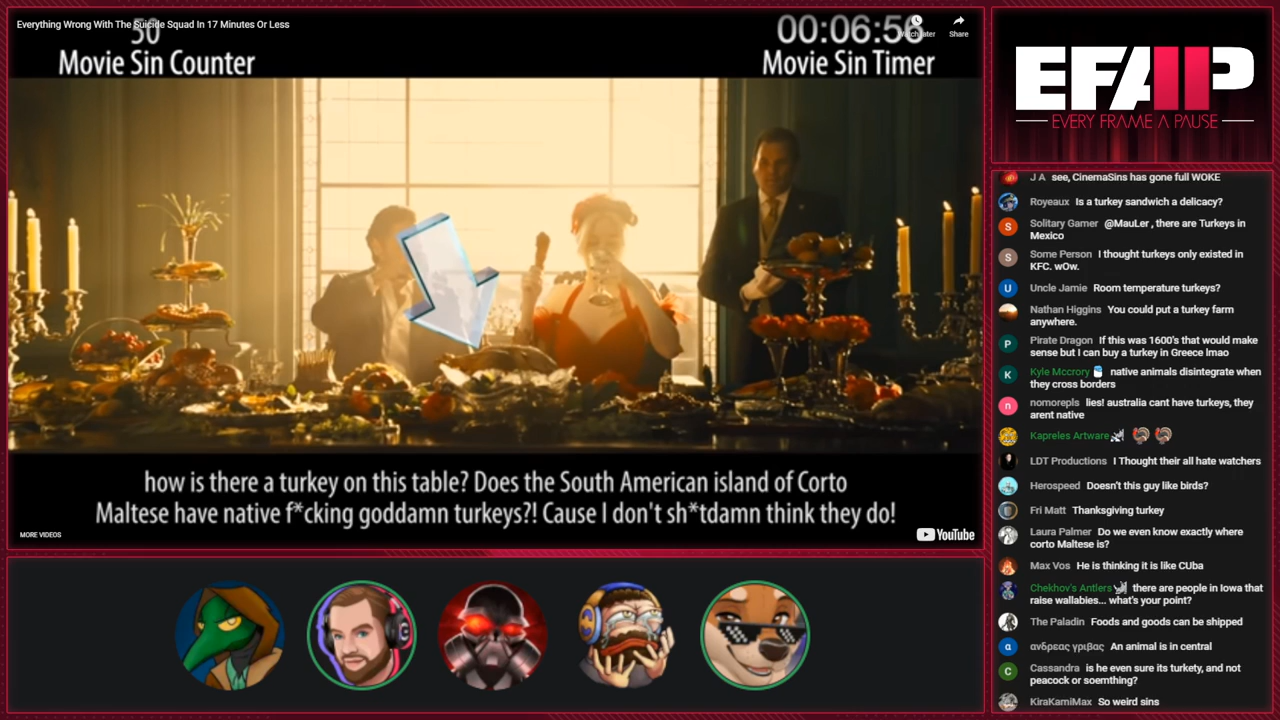 Everything Wrong With The Suicide Squad In 17 Minutes Or Less
50
Movie Sin Counter
00:06:56
Movie Sin Timer
Watch later
Share
how is there a turkey on this table? Does the South American island of Corto
Maltese have native f*cking goddamn turkeys?! Cause I don't sh*tdamn think they do!
MORE VIDEOS
YouTube
EFAP
EVERY FRAME A PAUSE
J A see, CinemaSins has gone full WOKE
Royeaux Is a turkey sandwich a delicacy?
Solitary Gamer @MauLer , there are Turkeys in
Mexico
Some Person I thought turkeys only existed in
KFC. wOw.
Uncle Jamie Room temperature turkeys?
Nathan Higgins You could put a turkey farm
anywhere.
Pirate Dragon If this was 1600's that would make
sense but I can buy a turkey in Greece lmao
Kyle Mccrory native animals disintegrate when
they cross borders
nomorepls lies! australia cant have turkeys, they
arent native
Kapreles Artware
LDT Productions I Thought their all hate watchers
Herospeed Doesn't this guy like birds?
Fri Matt Thanksgiving turkey
Laura Palmer Do we even know exactly where
corto Maltese is?
Max Vos He is thinking it is like CUba
Chekhov's Antlers there are people in Iowa that
raise wallabies... what's your point?
The Paladin Foods and goods can be shipped
ανδρεας γριβας An animal is in central
Cassandra is he even sure its turkety, and not
peacock or soemthing?
KiraKamiMax So weird sins